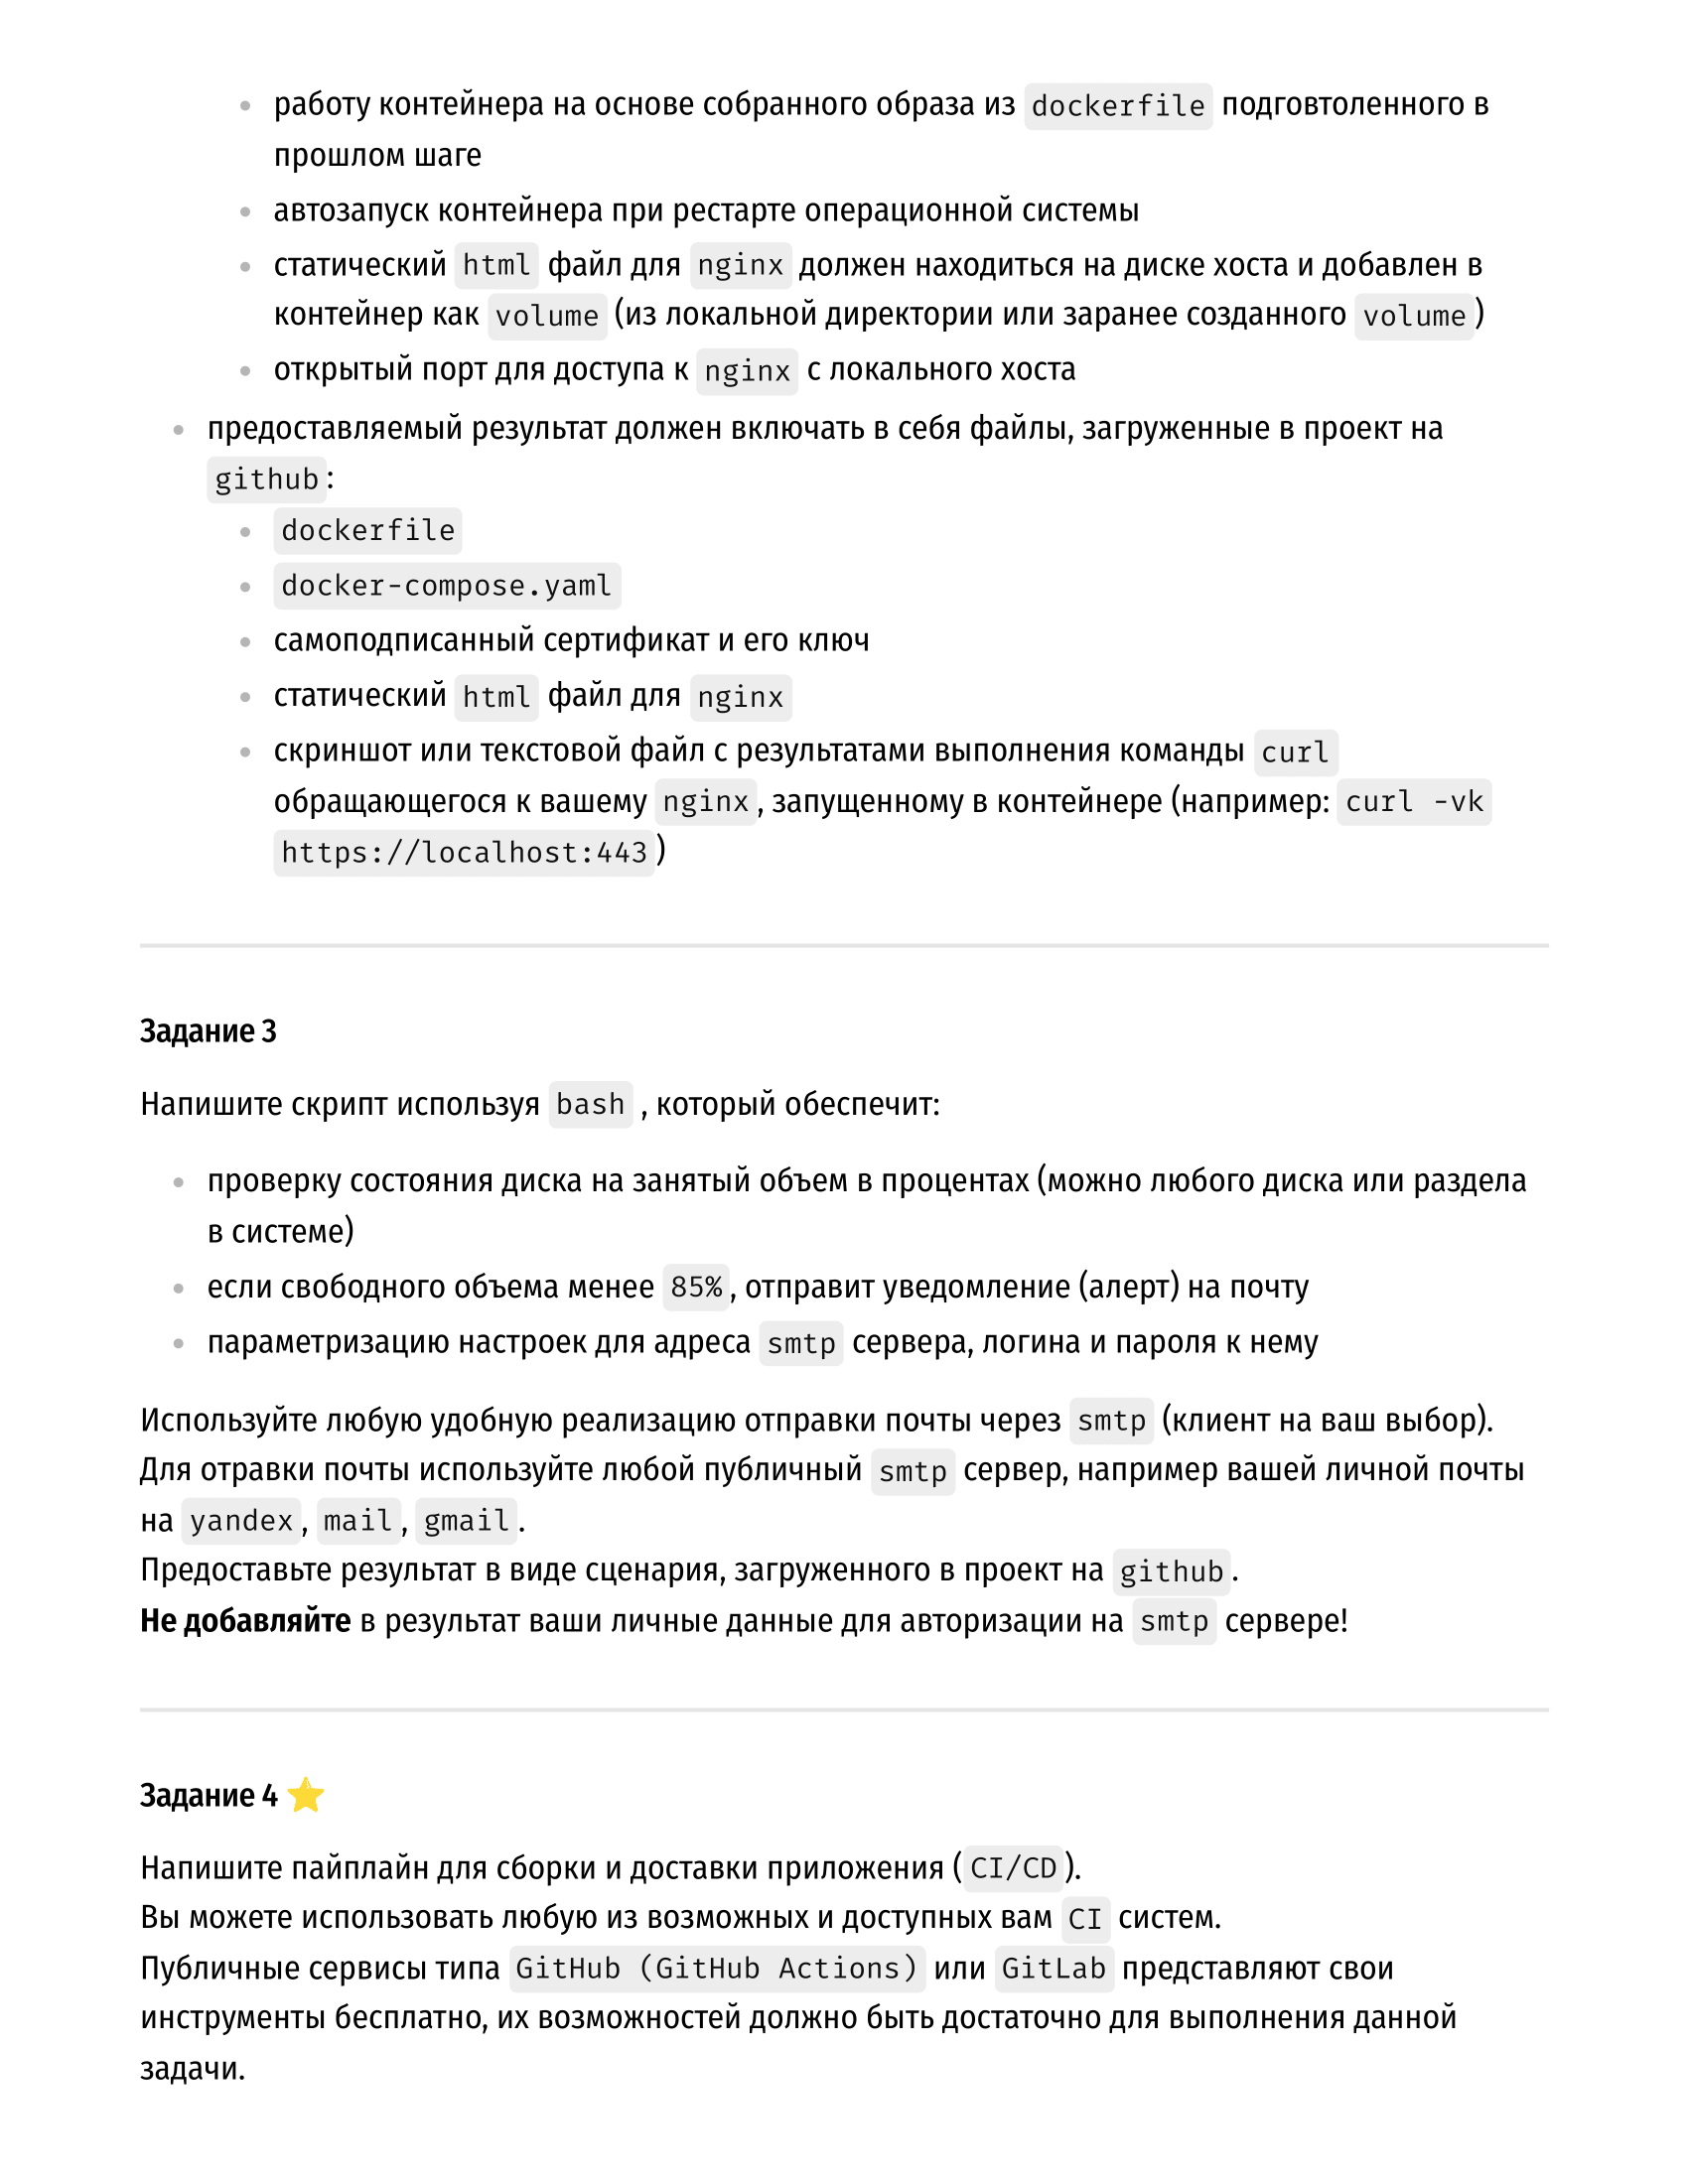 работу контейнера на основе собранного образа из dockerfile подговтоленного в
прошлом шаге
автозапуск контейнера при рестарте операционной системы
статический html файл для nginx должен находиться на диске хоста и добавлен в
контейнер как volume (из локальной директории или заранее созданного volume)
открытый порт для доступа к nginx с локального хоста
предоставляемый результат должен включать в себя файлы, загруженные в проект на
github:
dockerfile
docker-compose.yaml
самоподписанный сертификат и его ключ
статический html файл для nginx
скриншот или текстовой файл с результатами выполнения команды curl
обращающегося к вашему nginx, запущенному в контейнере (например: curl -vk
https://localhost:443)
Задание 3
Напишите скрипт используя bash , который обеспечит:
проверку состояния диска на занятый объем в процентах (можно любого диска или раздела
в системе)
если свободного объема менее 85%, отправит уведомление (алерт) на почту
параметризацию настроек для адреса smtp сервера, логина и пароля к нему
Используйте любую удобную реализацию отправки почты через smtp (клиент на ваш выбор).
Для отравки почты используйте любой публичный smtp сервер, например вашей личной почты
на yandex, mail, gmail.
Предоставьте результат в виде сценария, загруженного в проект на github.
Не добавляйте в результат ваши личные данные для авторизации на smtp сервере!
Задание 4 ⭐
Напишите пайплайн для сборки и доставки приложения (CI/CD).
Вы можете использовать любую из возможных и доступных вам CI систем.
Публичные сервисы типа GitHub (GitHub Actions) или GitLab представляют свои
инструменты бесплатно, их возможностей должно быть достаточно для выполнения данной
задачи.